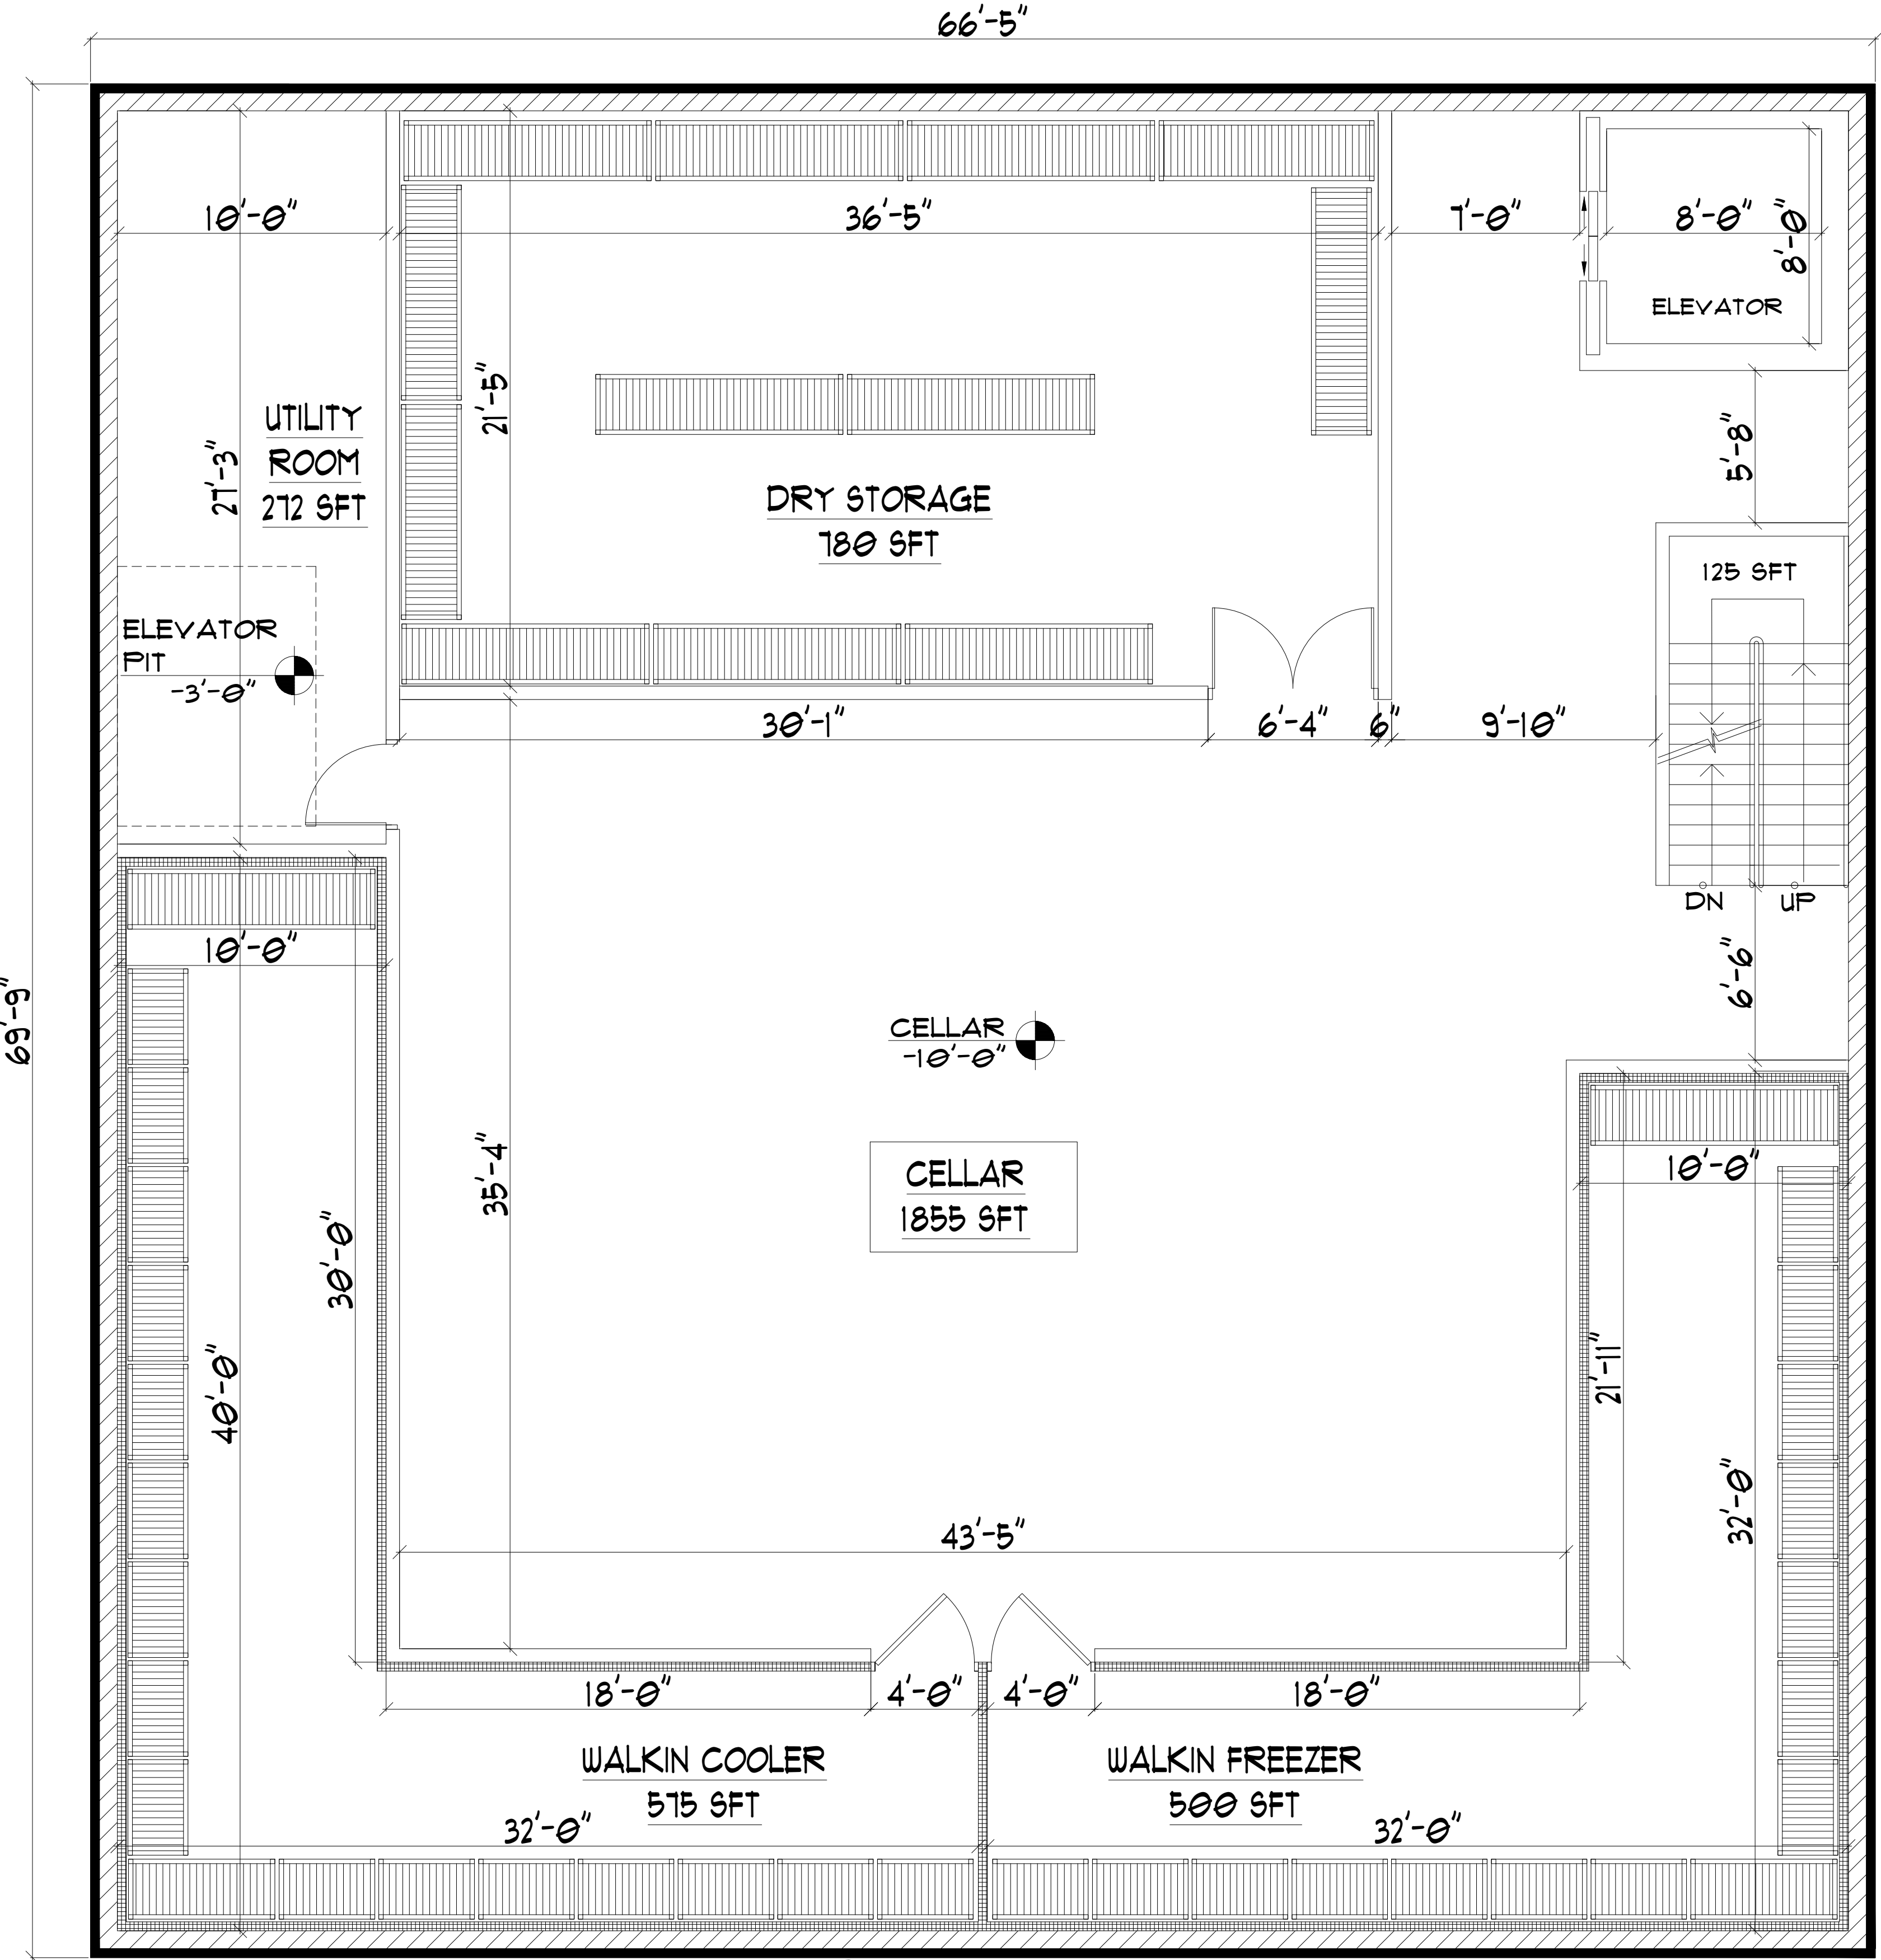 66'-5"
10'-0"
36'-5"
7'-0"
8'-0"
8'-0"
ELEVATOR
21'-5"
UTILITY
ROOM
272 SFT
27'-3"
5'-8"
DRY STORAGE
780 SFT
125 SFT
ELEVATOR
PIT
-3'-0"
30'-1"
6'-4"
6"
9'-10"
DN
UP
10'-0"
6'-6"
69'-9"
CELLAR
-10'-0"
35'-4"
CELLAR
1855 SFT
10'-0"
30'-0"
40'-0"
21'-11"
32'-0"
43'-5"
18'-0"
4'-0"
4'-0"
18'-0"
WALKIN COOLER
575 SFT
WALKIN FREEZER
500 SFT
32'-0"
32'-0"